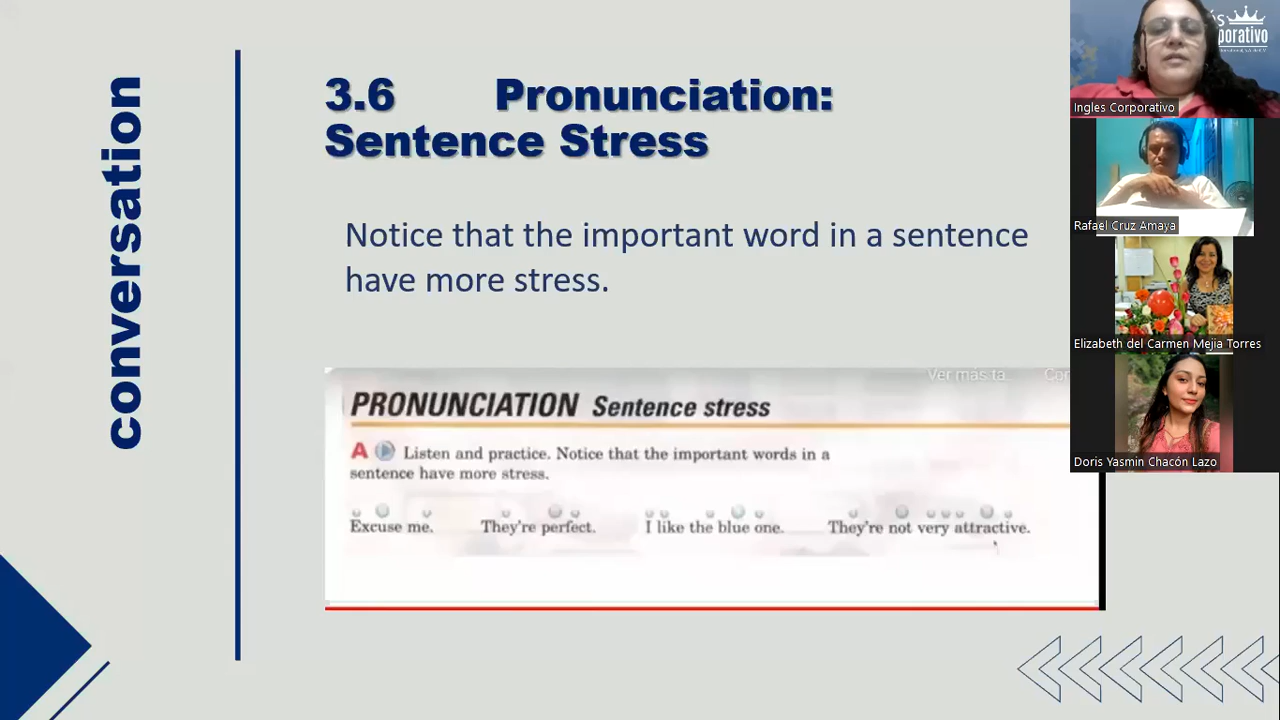 conversation
3.6 Pronunciation:
Sentence Stress
Notice that the important word in a sentence
have more stress.
Ver más ta
PRONUNCIATION Sentence stress
A Listen and practice. Notice that the important words in a
sentence have more stress.
Excuse me. They're perfect. I like the blue one. They're not very attractive.
Ingles Corporativo
Rafael Cruz Amaya
Elizabeth del Carmen Mejia Torres
Doris Yasmin Chacón Lazo